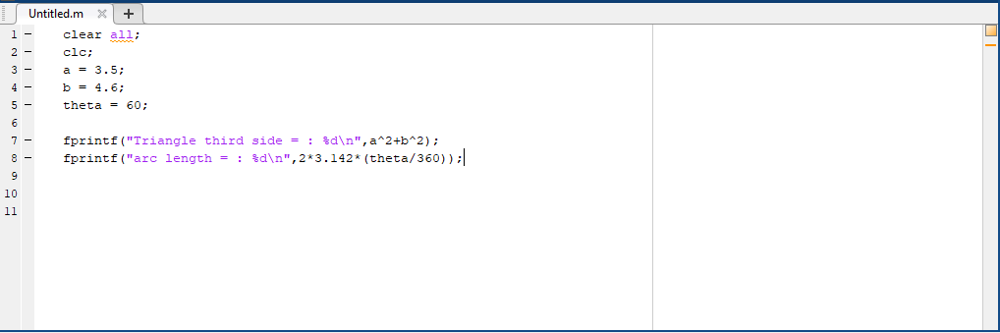 Untitled.m × +
1 – clear all;
2 – clc;
3 – a = 3.5;
4 – b = 4.6;
5 – theta = 60;
6
7 – fprintf("Triangle third side = : %d\n",a^2+b^2);
8 – fprintf("arc length = : %d\n",2*3.142*(theta/360));
9
10
11